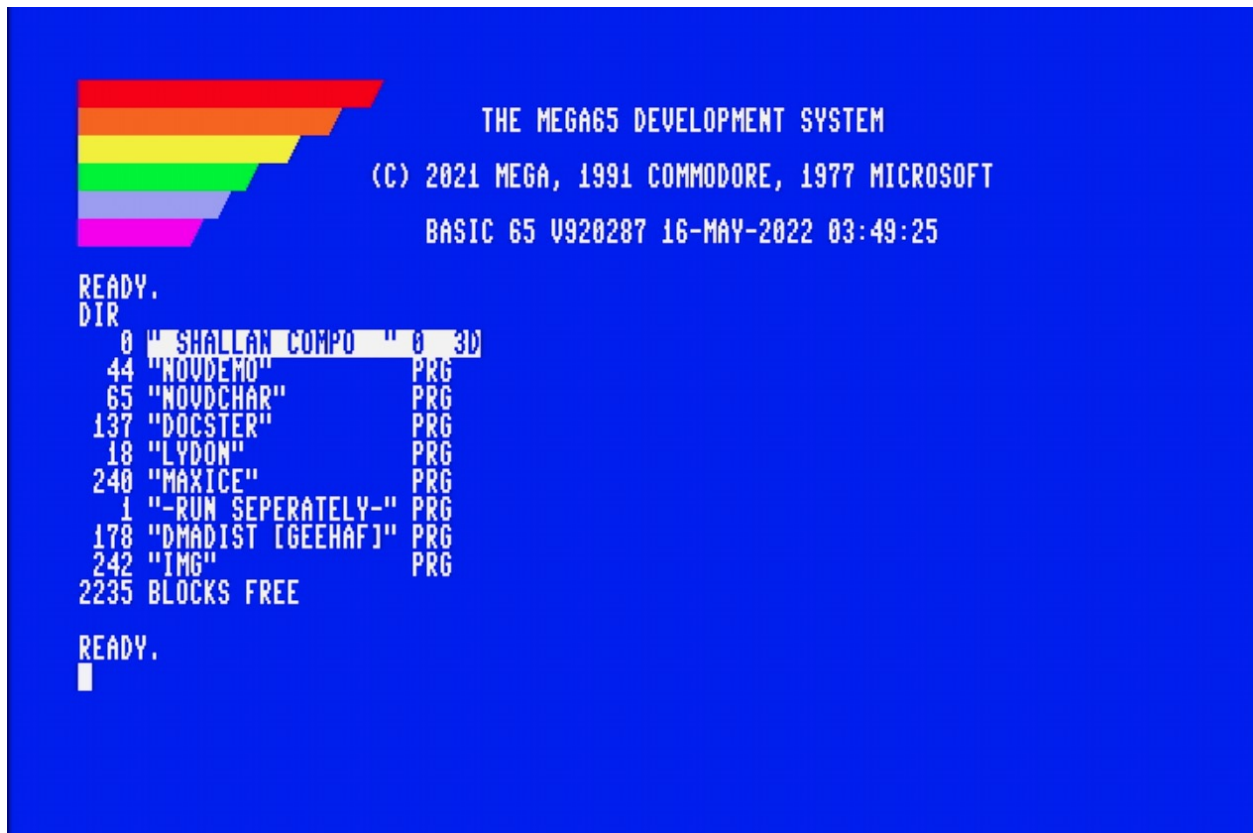 THE MEGA65 DEVELOPMENT SYSTEM
(C) 2021 MEGA, 1991 COMMODORE, 1977 MICROSOFT
BASIC 65 V920287 16-MAY-2022 03:49:25
READY.
DIR
0 " SHALLAN COMPO  " 0  3D
44 "NOVDEMO" PRG
65 "NOVDCHAR" PRG
137 "DOCSTER" PRG
18 "LYDON" PRG
240 "MAXICE" PRG
1 "-RUN SEPERATELY-" PRG
178 "DMADIST [GEEHAF]" PRG
242 "IMG" PRG
2235 BLOCKS FREE
READY.